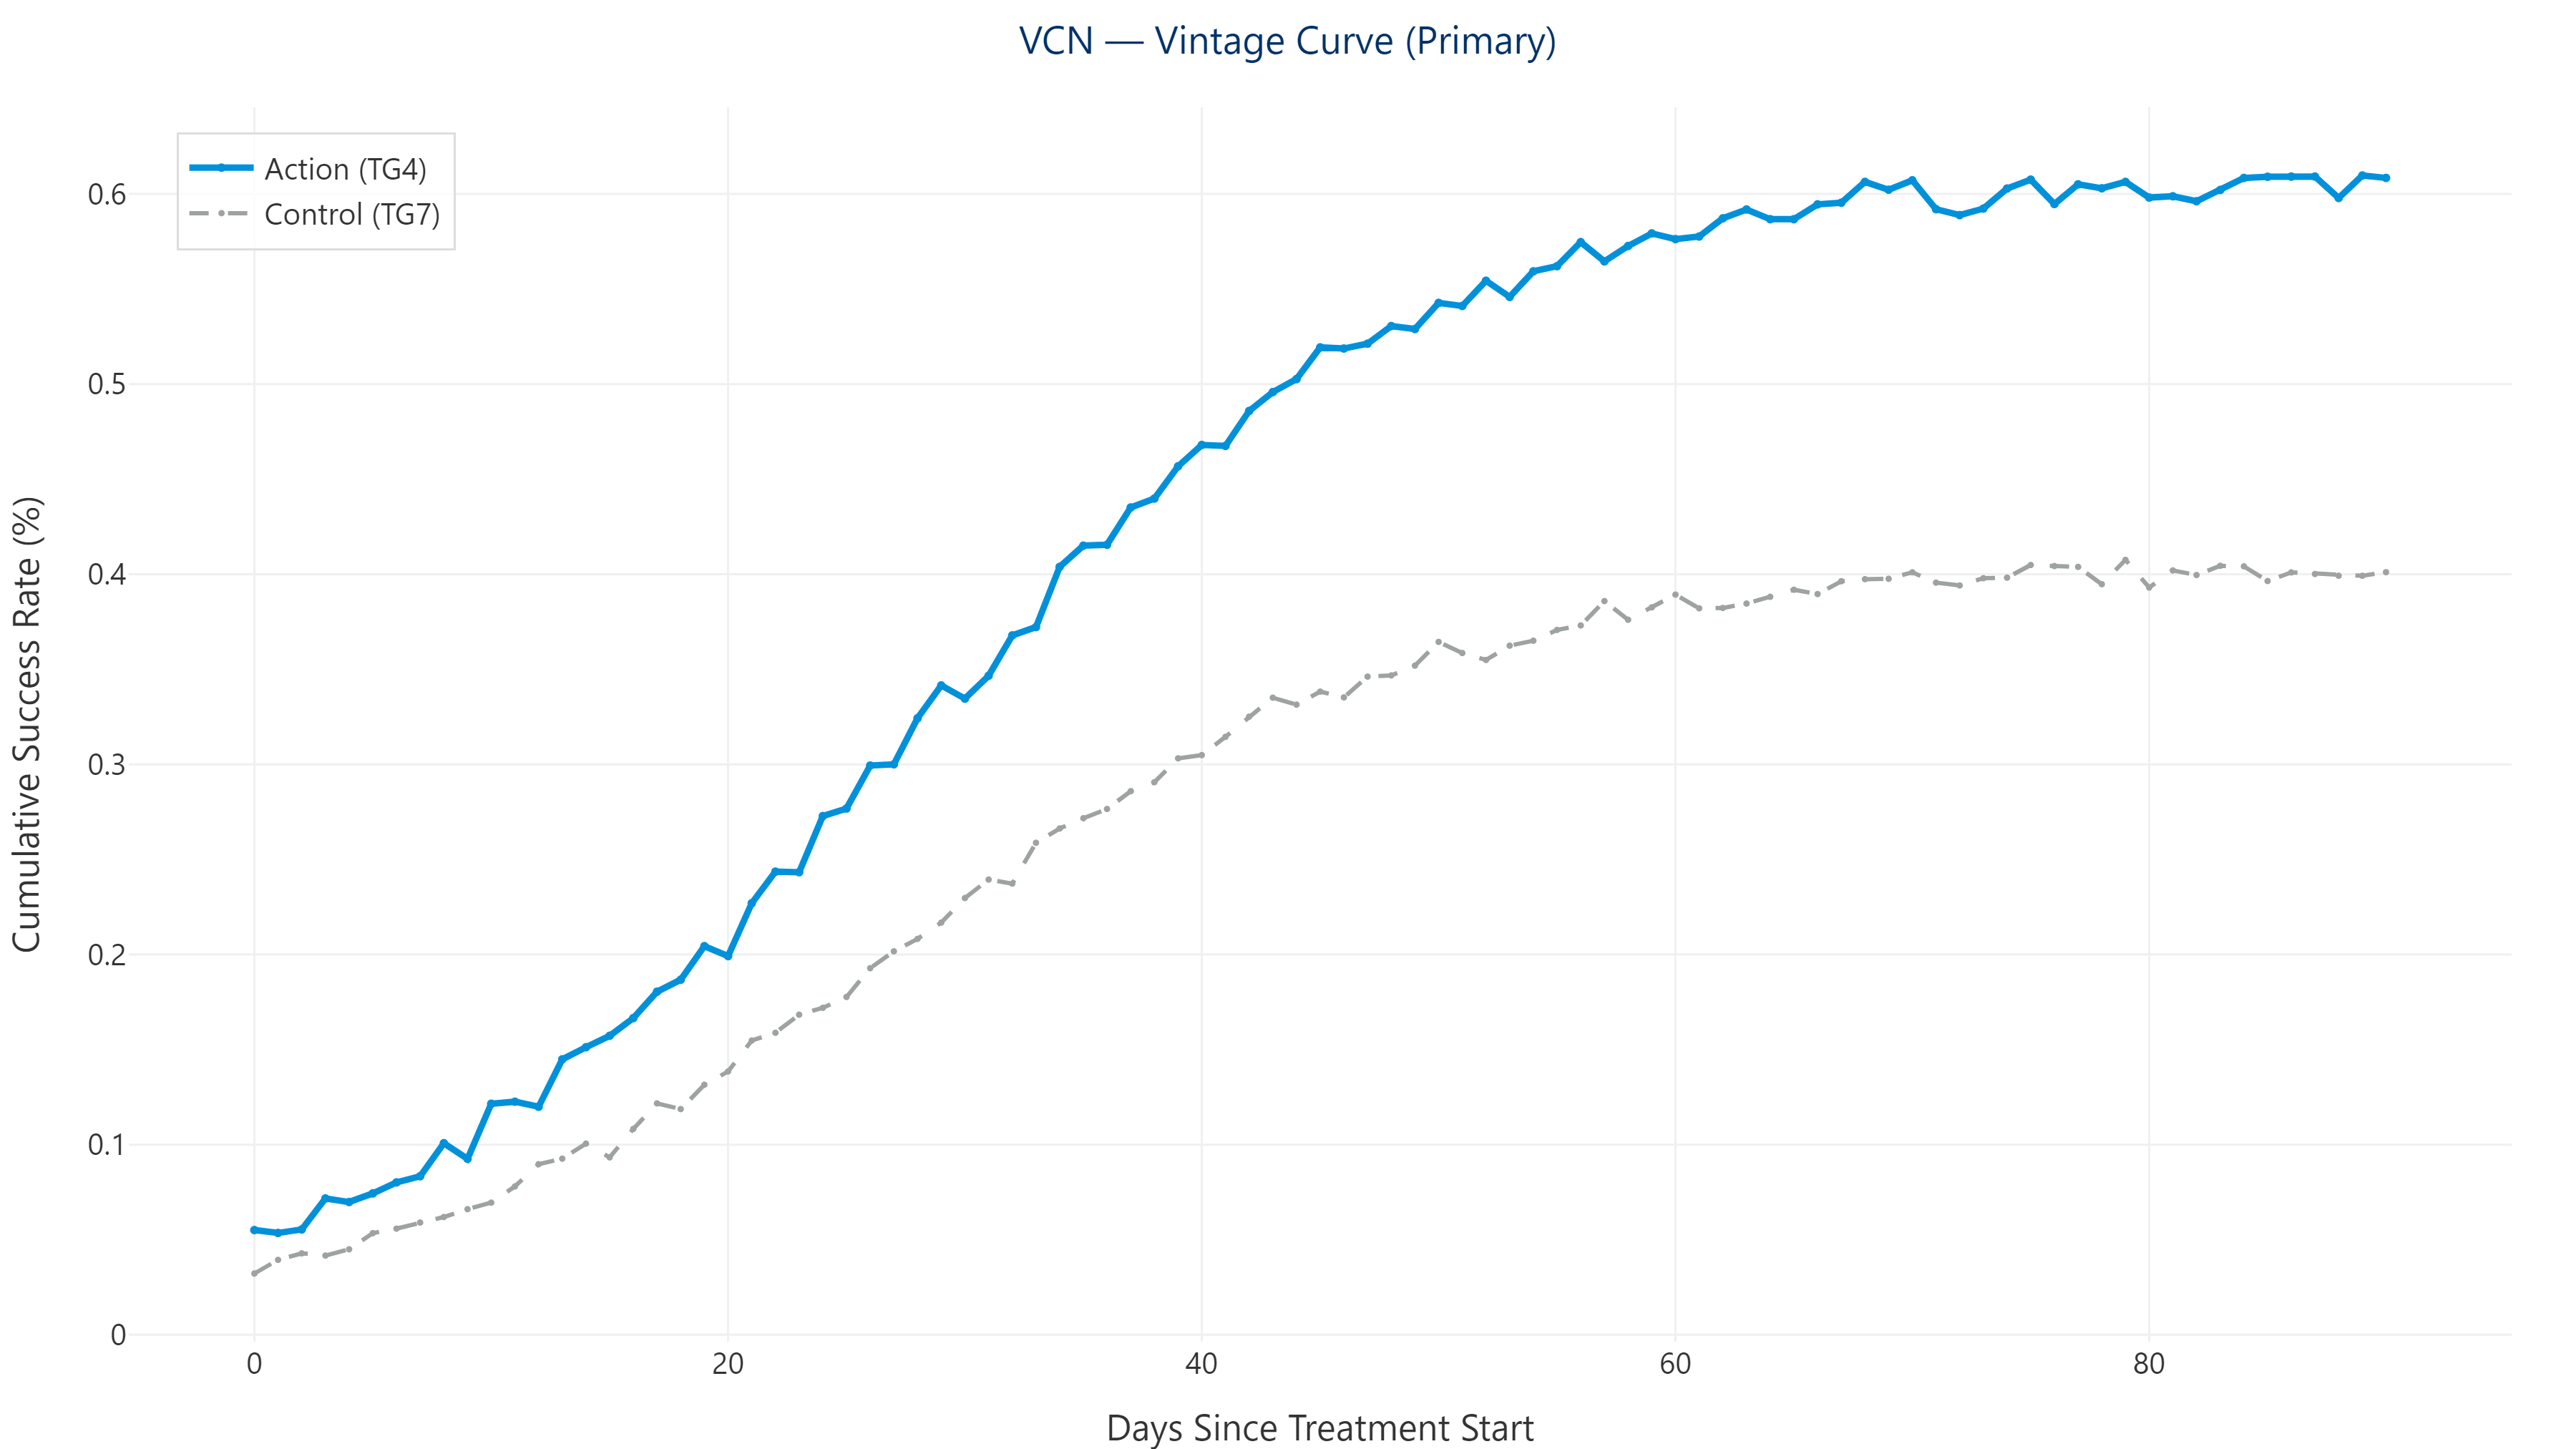 VCN — Vintage Curve (Primary)
Action (TG4)
Control (TG7)
Cumulative Success Rate (%)
0.6
0.5
0.4
0.3
0.2
0.1
0
0 20 40 60 80
Days Since Treatment Start